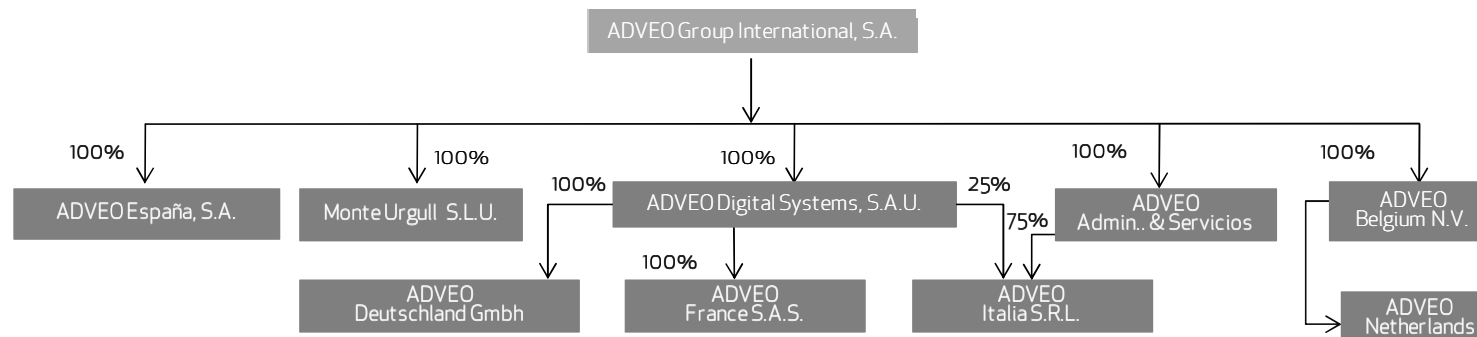 ADVEO Group International, S.A.
100%
100%
100%
100%
100%
ADVEO España, S.A.
Monte Urgull S.L.U.
100%
ADVEO Digital Systems, S.A.U.
25%
75%
ADVEO
Admin.. & Servicios
ADVEO
Belgium N.V.
100%
ADVEO
Deutschland Gmbh
ADVEO
France S.A.S.
ADVEO
Italia S.R.L.
ADVEO
Netherlands